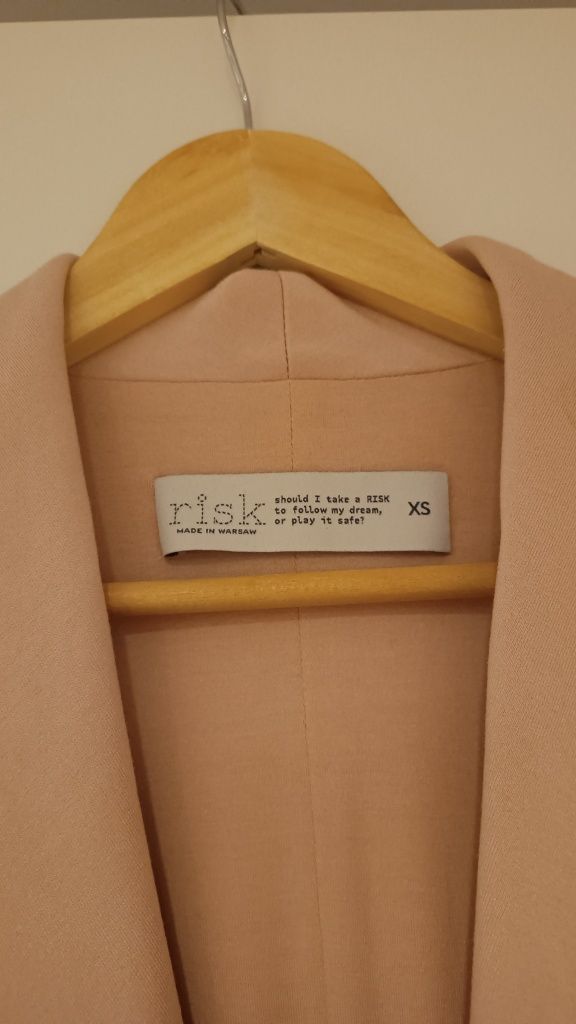 risk
MADE IN WARSAW
should I take a RISK
to follow my dream,
or play it safe?
XS